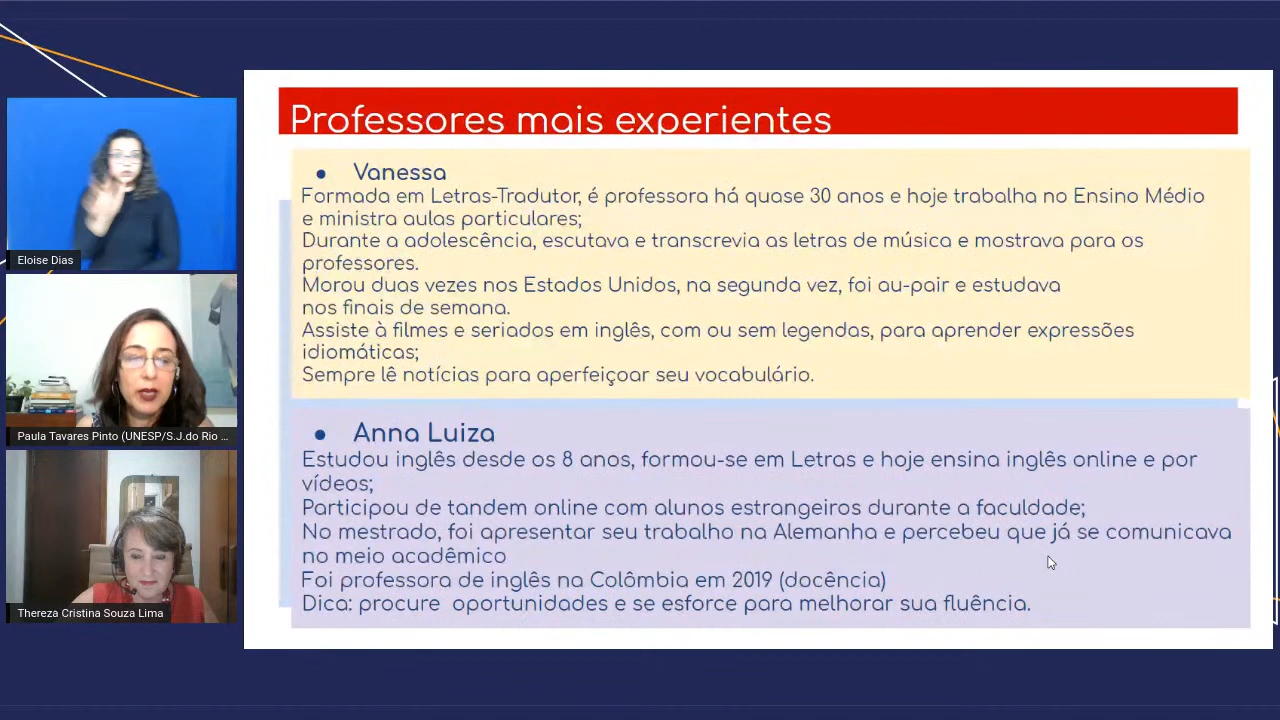 Professores mais experientes
● Vanessa
Formada em Letras-Tradutor, é professora há quase 30 anos e hoje trabalha no Ensino Médio
e ministra aulas particulares;
Durante a adolescência, escutava e transcrevia as letras de música e mostrava para os
professores.
Morou duas vezes nos Estados Unidos, na segunda vez, foi au-pair e estudava
nos finais de semana.
Assiste à filmes e seriados em inglês, com ou sem legendas, para aprender expressões
idiomáticas;
Sempre lê notícias para aperfeiçoar seu vocabulário.
● Anna Luiza
Estudou inglês desde os 8 anos, formou-se em Letras e hoje ensina inglês online e por
vídeos;
Participou de tandem online com alunos estrangeiros durante a faculdade;
No mestrado, foi apresentar seu trabalho na Alemanha e percebeu que já se comunicava
no meio acadêmico
Foi professora de inglês na Colômbia em 2019 (docência)
Dica: procure oportunidades e se esforce para melhorar sua fluência.
Eloise Dias
Paula Tavares Pinto (UNESP/S.J.do Rio ...
Thereza Cristina Souza Lima